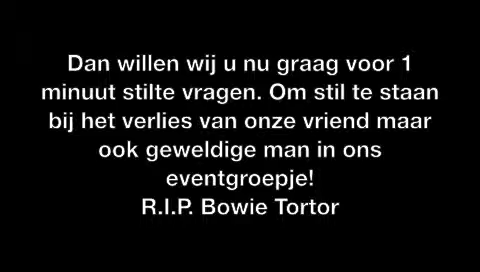 Dan willen wij u nu graag voor 1
minuut stilte vragen. Om stil te staan
bij het verlies van onze vriend maar
ook geweldige man in ons
eventgroepje!
R.I.P. Bowie Tortor